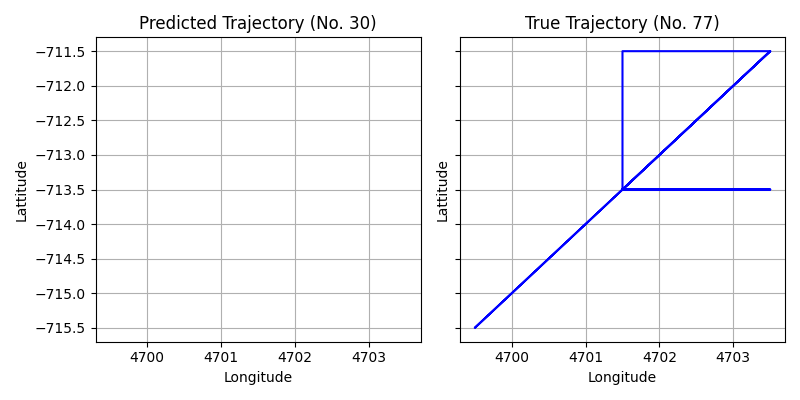 Predicted Trajectory (No. 30)
Lattitude
−711.5
−712.0
−712.5
−713.0
−713.5
−714.0
−714.5
−715.0
−715.5
4700 4701 4702 4703
Longitude
True Trajectory (No. 77)
Lattitude
4700 4701 4702 4703
Longitude